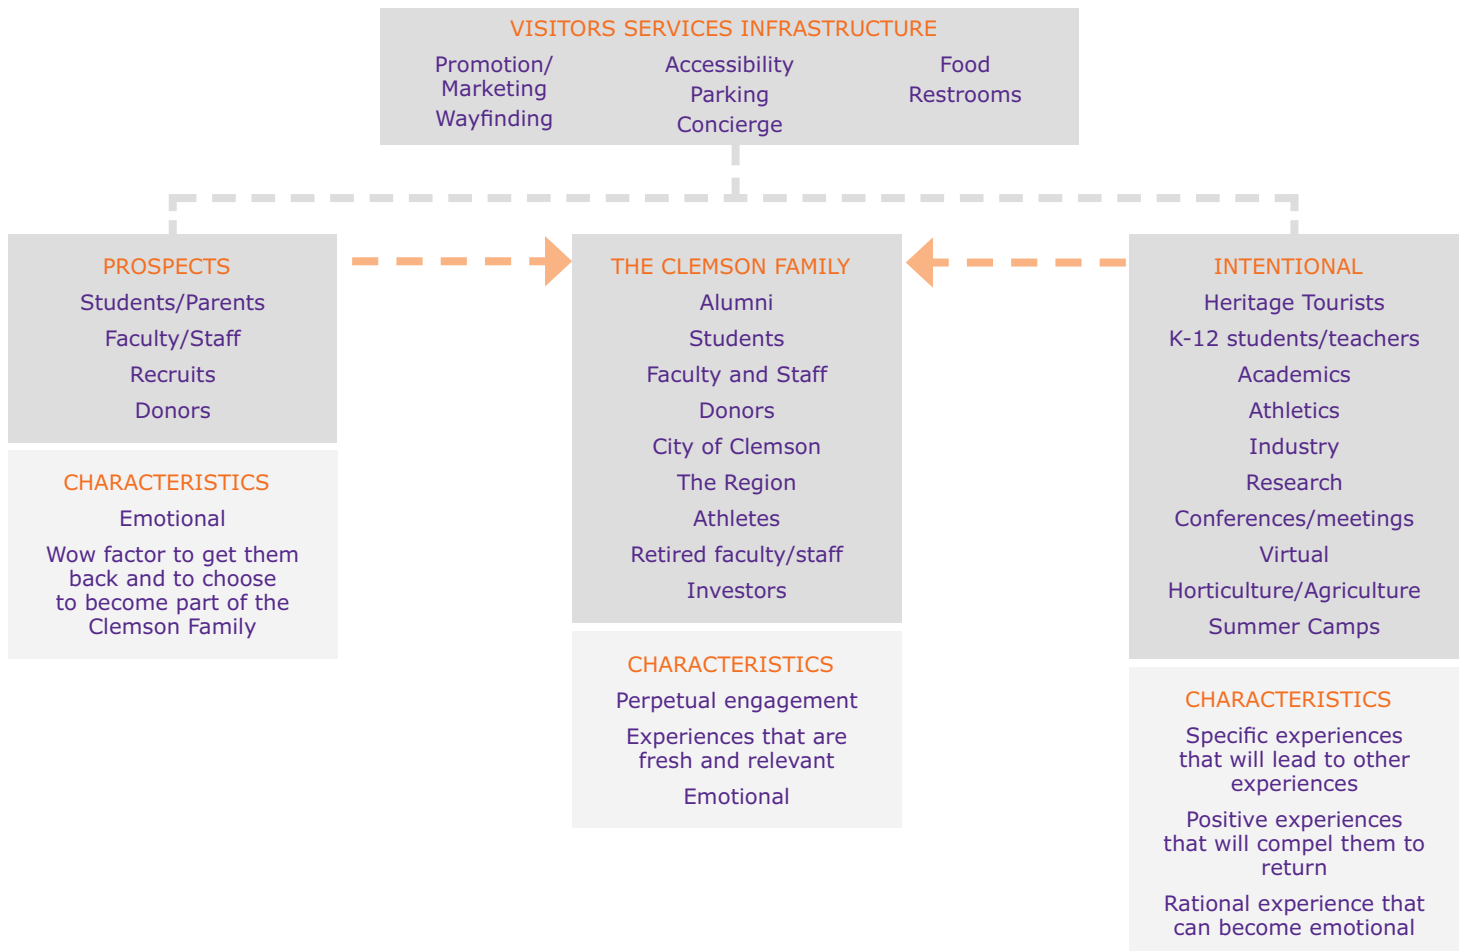 VISITORS SERVICES INFRASTRUCTURE
Promotion/
Marketing
Wayfinding
Accessibility
Parking
Concierge
Food
Restrooms
PROSPECTS
Students/Parents
Faculty/Staff
Recruits
Donors
CHARACTERISTICS
Emotional
Wow factor to get them
back and to choose
to become part of the
Clemson Family
THE CLEMSON FAMILY
Alumni
Students
Faculty and Staff
Donors
City of Clemson
The Region
Athletes
Retired faculty/staff
Investors
CHARACTERISTICS
Perpetual engagement
Experiences that are
fresh and relevant
Emotional
INTENTIONAL
Heritage Tourists
K-12 students/teachers
Academics
Athletics
Industry
Research
Conferences/meetings
Virtual
Horticulture/Agriculture
Summer Camps
CHARACTERISTICS
Specific experiences
that will lead to other
experiences
Positive experiences
that will compel them to
return
Rational experience that
can become emotional